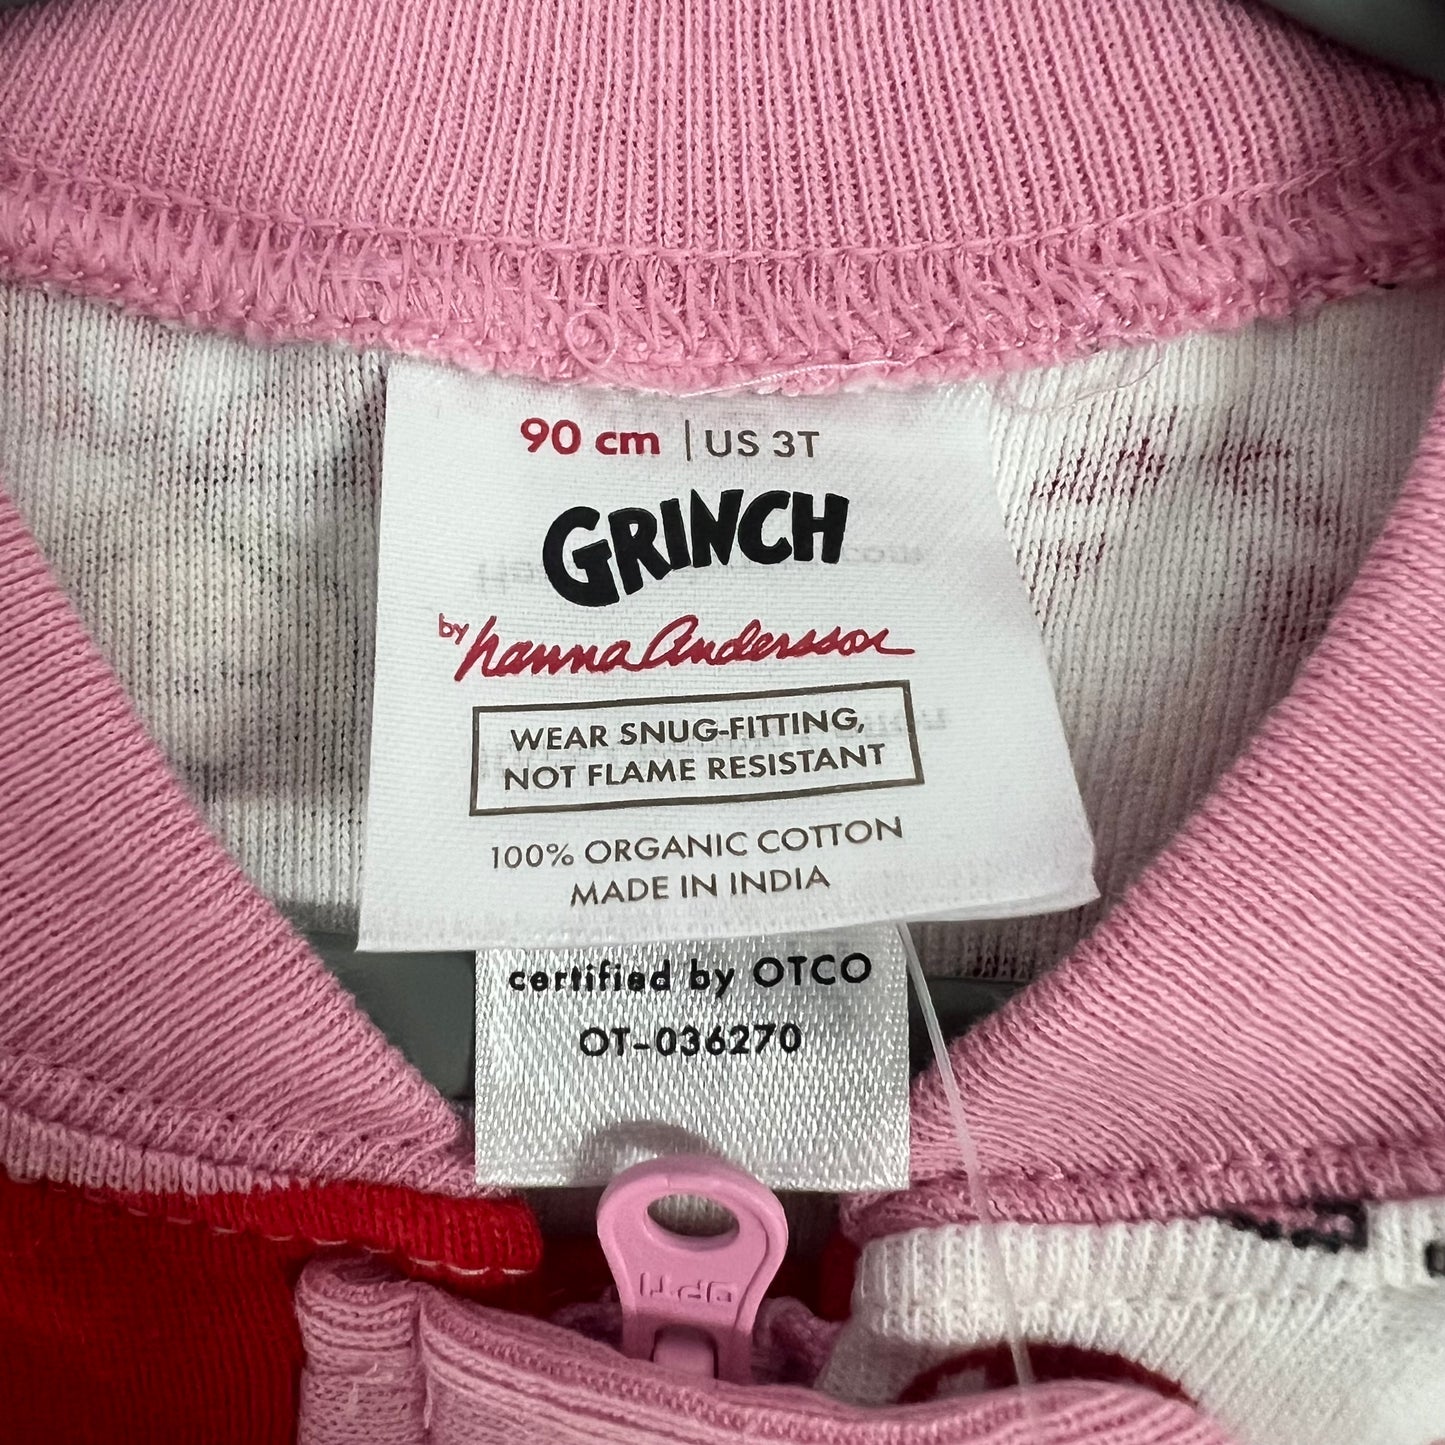 90 cm | US 3T
GRINCH
by hanna Andersson
WEAR SNUG-FITTING,
NOT FLAME RESISTANT
100% ORGANIC COTTON
MADE IN INDIA
certified by OTCO
OT-036270